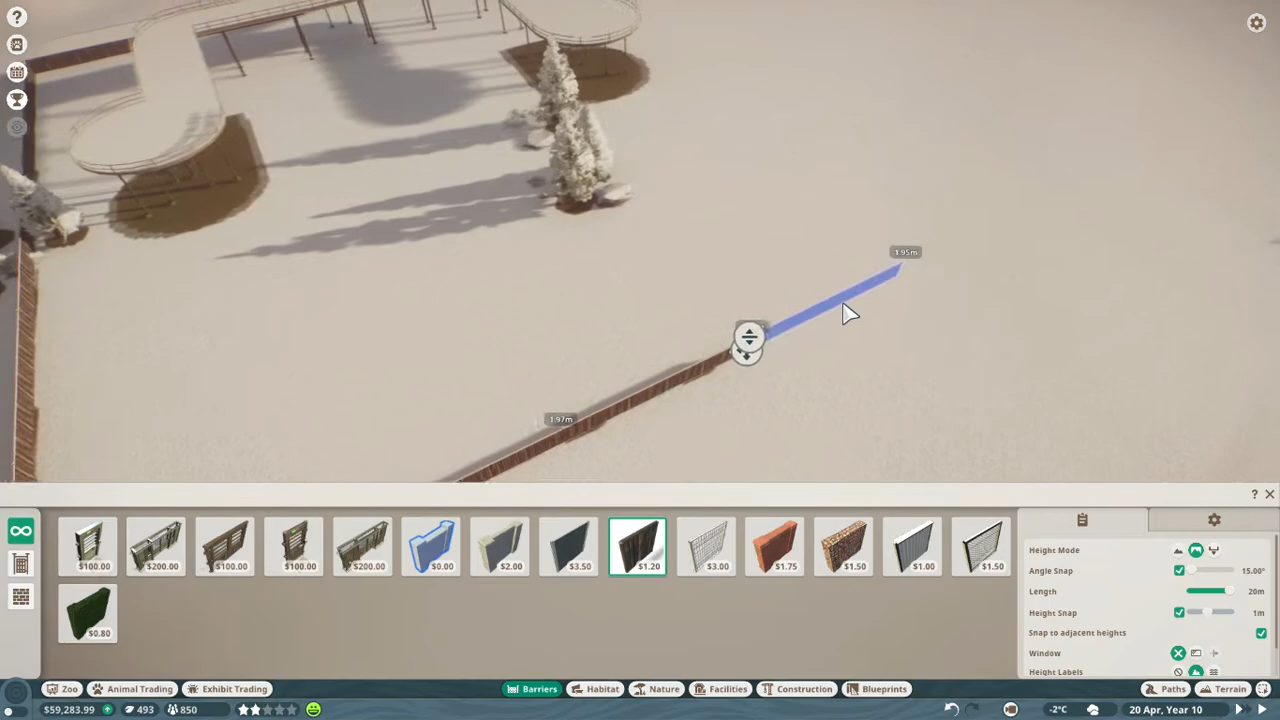 1.95m
1.97m
$100.00 $200.00 $100.00 $100.00 $200.00 $0.00 $2.00 $3.50 $1.20 $3.00 $1.75 $1.50 $1.00 $1.50
$0.80
? 
Height Mode
Angle Snap 15.00°
Length 20m
Height Snap 1m
Snap to adjacent heights
Window
Height Labels
Zoo Animal Trading Exhibit Trading Barriers Habitat Nature Facilities Construction Blueprints Paths Terrain
$59,283.99 493 850 -2°C 20 Apr, Year 10